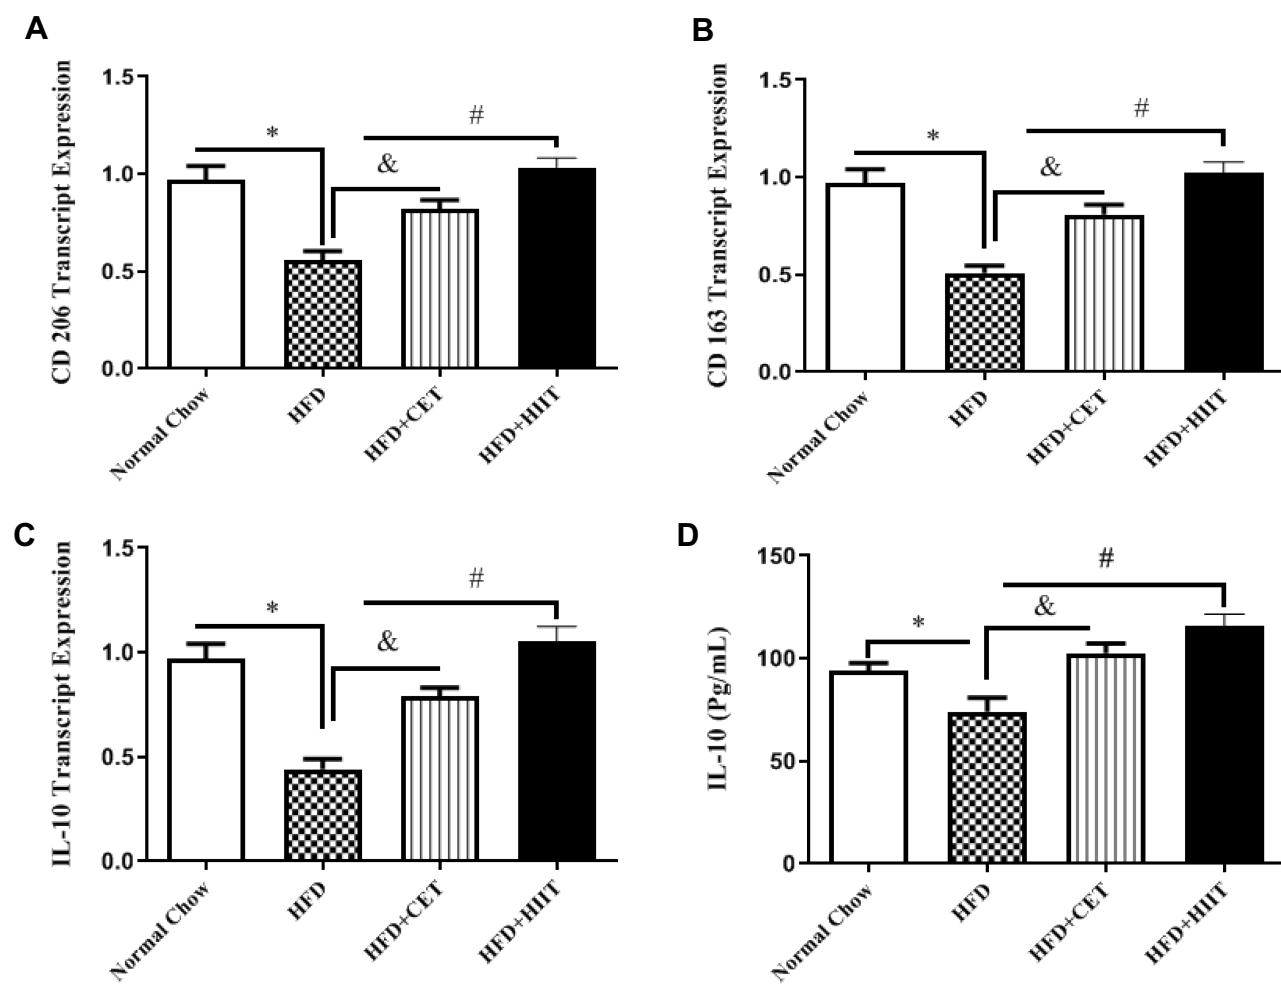 A
CD 206 Transcript Expression
1.5
1.0
0.5
0.0
*
&
#
Normal Chow
HFD
HFD+CET
HFD+HIIT
B
CD 163 Transcript Expression
1.5
1.0
0.5
0.0
*
&
#
Normal Chow
HFD
HFD+CET
HFD+HIIT
C
IL-10 Transcript Expression
1.5
1.0
0.5
0.0
*
&
#
Normal Chow
HFD
HFD+CET
HFD+HIIT
D
IL-10 (Pg/mL)
150
100
50
0
*
&
#
Normal Chow
HFD
HFD+CET
HFD+HIIT